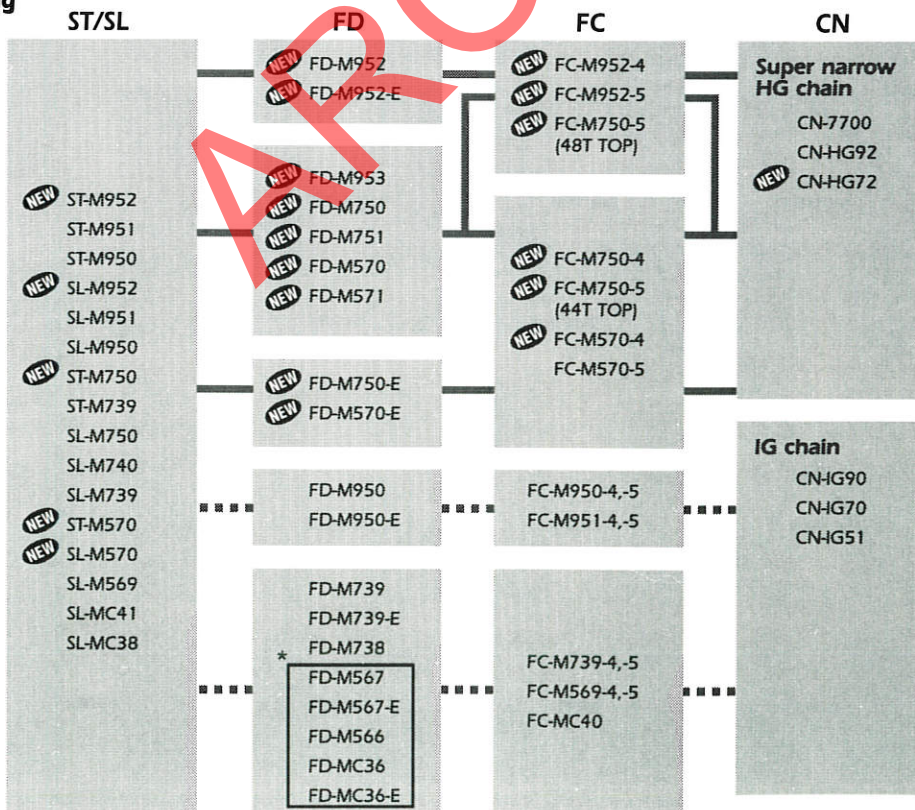 g
ST/SL
NEW ST-M952
ST-M951
ST-M950
NEW SL-M952
SL-M951
SL-M950
NEW ST-M750
ST-M739
SL-M750
SL-M740
SL-M739
NEW ST-M570
NEW SL-M570
SL-M569
SL-MC41
SL-MC38
FD
NEW FD-M952
NEW FD-M952-E
NEW FD-M953
NEW FD-M750
NEW FD-M751
NEW FD-M570
NEW FD-M571
NEW FD-M750-E
NEW FD-M570-E
FD-M950
FD-M950-E
FD-M739
FD-M739-E
FD-M738
*
FD-M567
FD-M567-E
FD-M566
FD-MC36
FD-MC36-E
FC
NEW FC-M952-4
NEW FC-M952-5
NEW FC-M750-5
(48T TOP)
NEW FC-M750-4
NEW FC-M750-5
(44T TOP)
NEW FC-M570-4
FC-M570-5
FC-M950-4,-5
FC-M951-4,-5
FC-M739-4,-5
FC-M569-4,-5
FC-MC40
CN
Super narrow
HG chain
CN-7700
CN-HG92
NEW CN-HG72
IG chain
CN-IG90
CN-IG70
CN-IG51